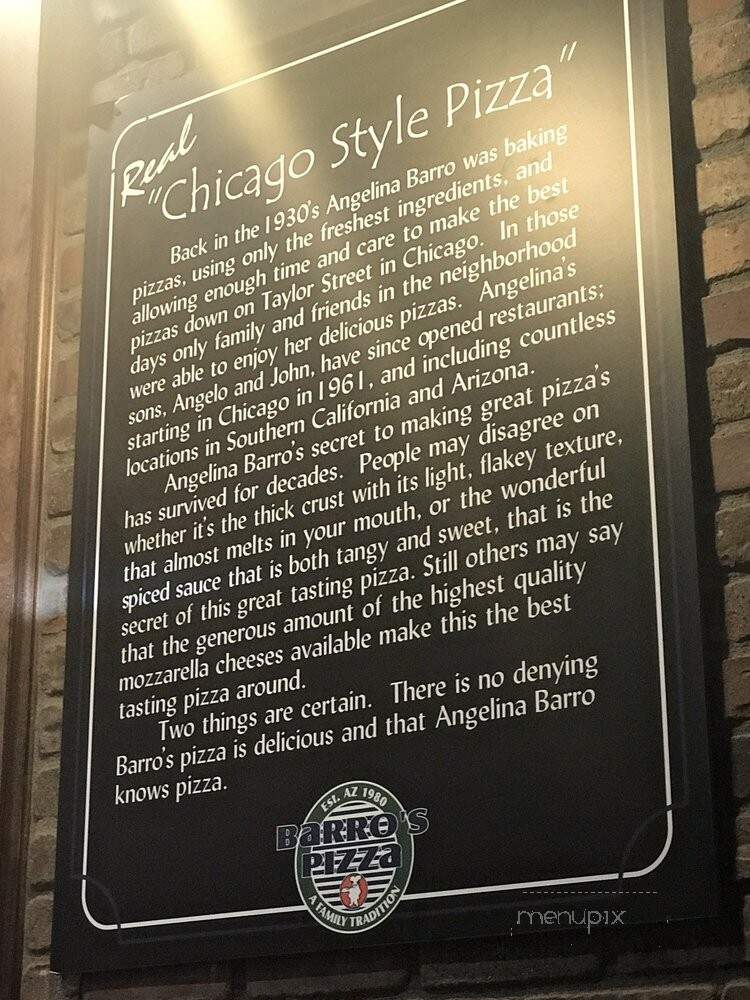 Real
"Chicago Style Pizza"
Back in the 1930's Angelina Barro was baking
pizzas, using only the freshest ingredients, and
allowing enough time and care to make the best
pizzas down on Taylor Street in Chicago. In those
days only family and friends in the neighborhood
were able to enjoy her delicious pizzas. Angelina's
sons, Angelo and John, have since opened restaurants;
starting in Chicago in 1961, and including countless
locations in Southern California and Arizona.
Angelina Barro's secret to making great pizza's
has survived for decades. People may disagree on
whether it's the thick crust with its light, flakey texture,
that almost melts in your mouth, or the wonderful
spiced sauce that is both tangy and sweet, that is the
secret of this great tasting pizza. Still others may say
that the generous amount of the highest quality
mozzarella cheeses available make this the best
tasting pizza around.
Two things are certain. There is no denying
Barro's pizza is delicious and that Angelina Barro
knows pizza.
EST. AZ 1980
BARRO'S
PIZZA
A FAMILY TRADITION
menupix